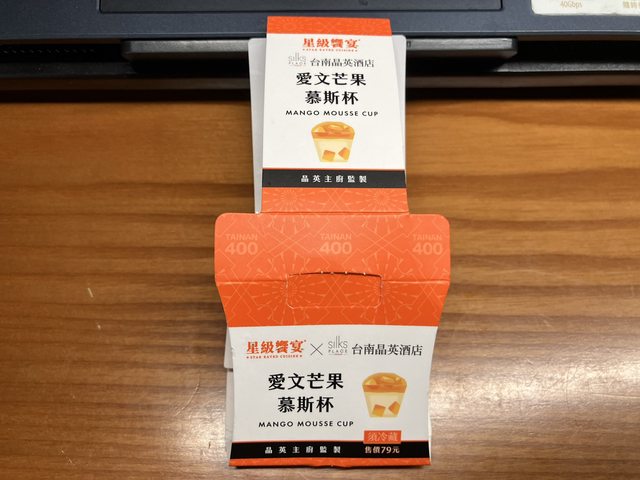 40Gbps
星級饗宴
STAR RATED CUISINE
silks
PLACE
台南晶英酒店
愛文芒果
慕斯杯
MANGO MOUSSE CUP
晶英主廚監製
TAINAN
400
TAINAN
400
TAINAN
400
星級饗宴
STAR RATED CUISINE
×
silks
PLACE
台南晶英酒店
愛文芒果
慕斯杯
MANGO MOUSSE CUP
須冷藏
晶英主廚監製
售價79元